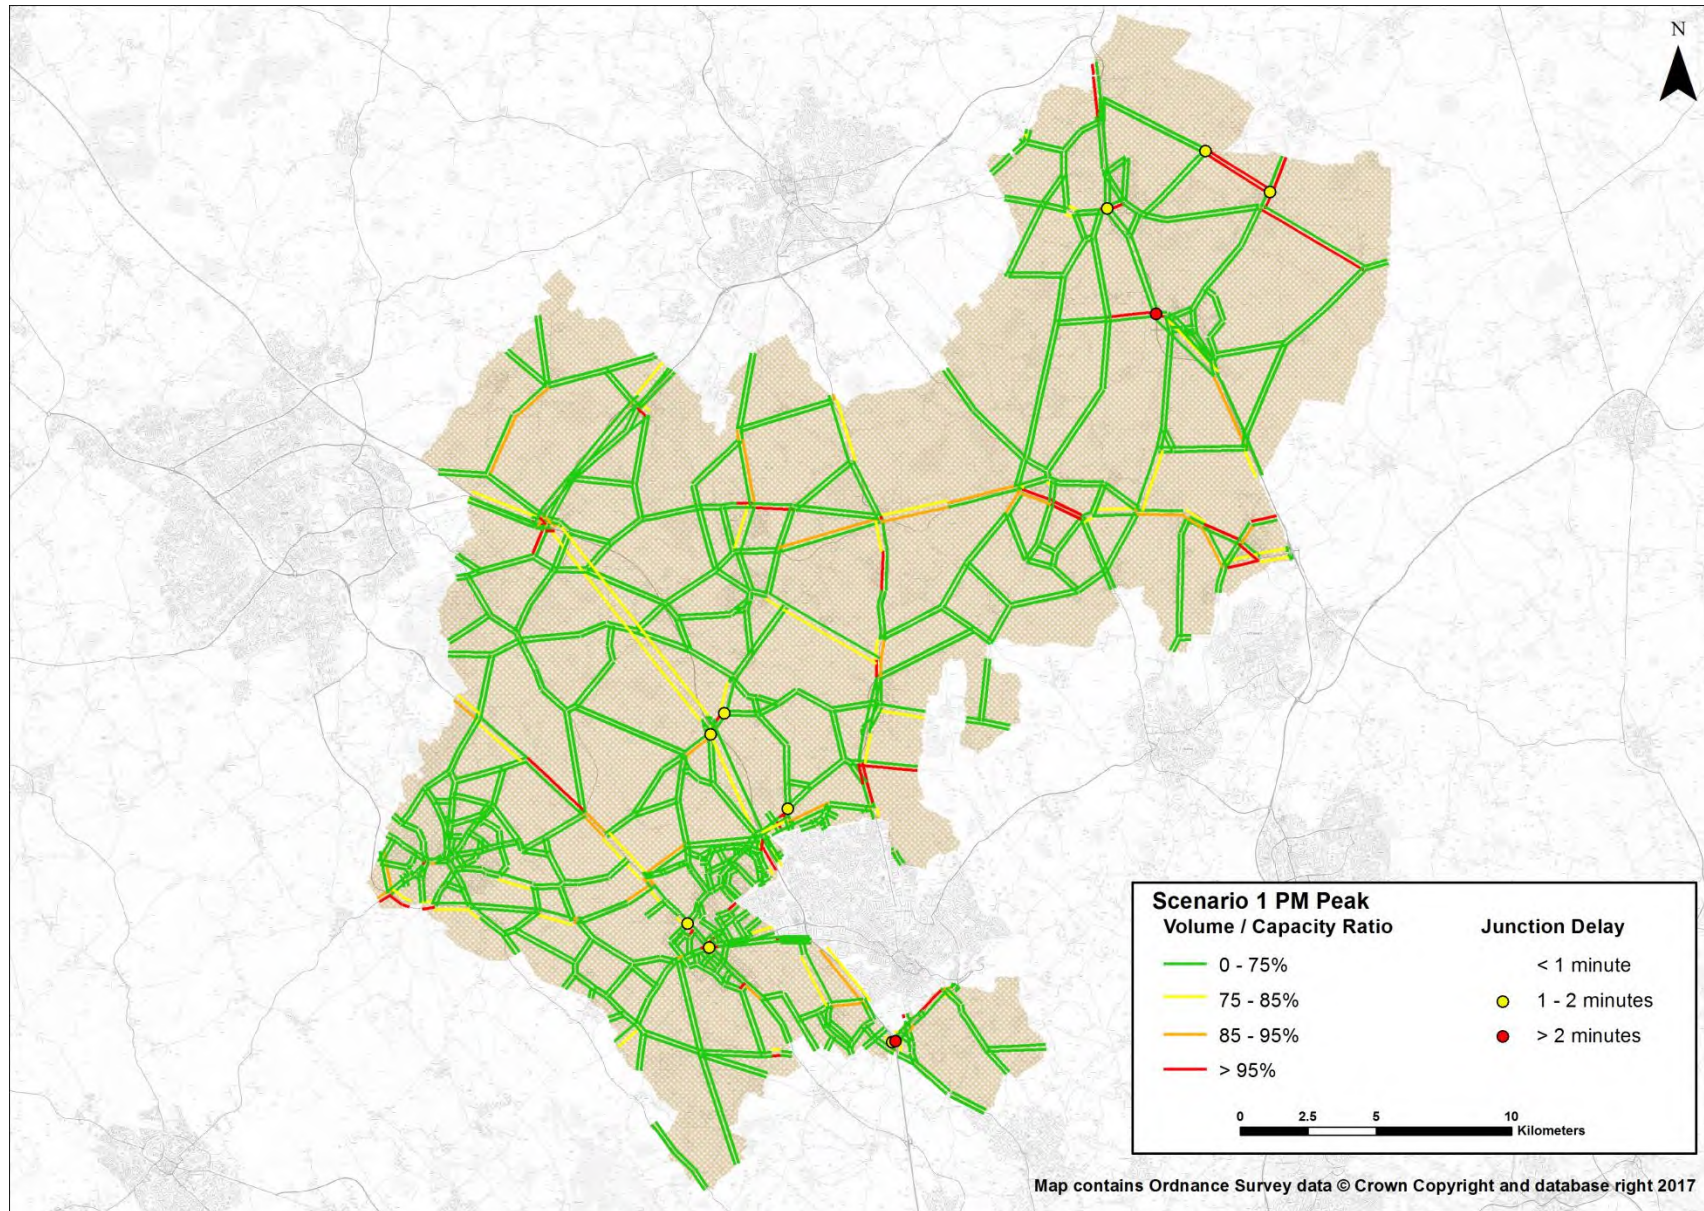 N
Scenario 1 PM Peak
Volume / Capacity Ratio
Junction Delay
0 - 75%
< 1 minute
75 - 85%
1 - 2 minutes
85 - 95%
> 2 minutes
> 95%
0 2.5 5 10
Kilometers
Map contains Ordnance Survey data © Crown Copyright and database right 2017